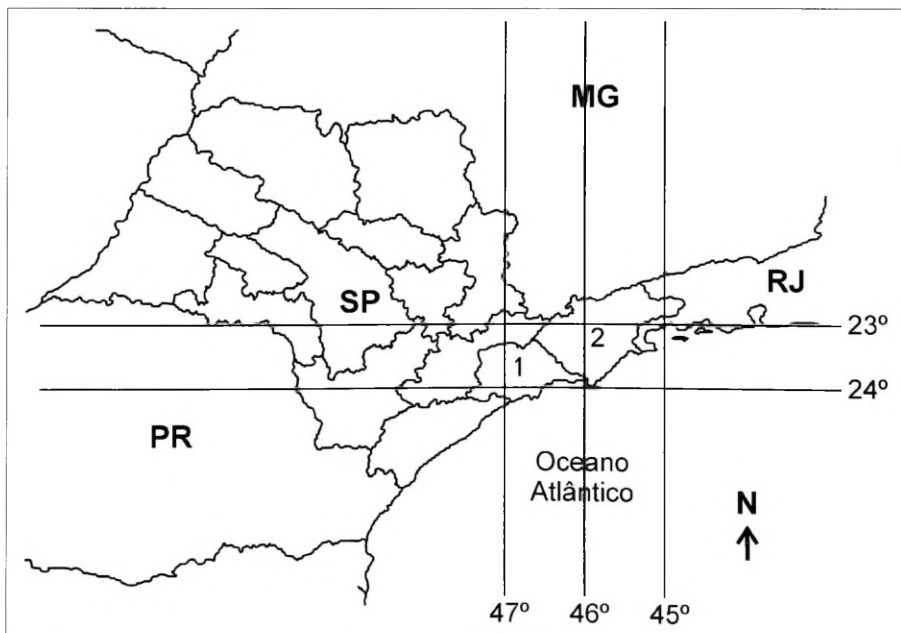 MG
RJ
SP
23º
2
1
24º
PR
Oceano
Atlântico
N
47º 46º 45º